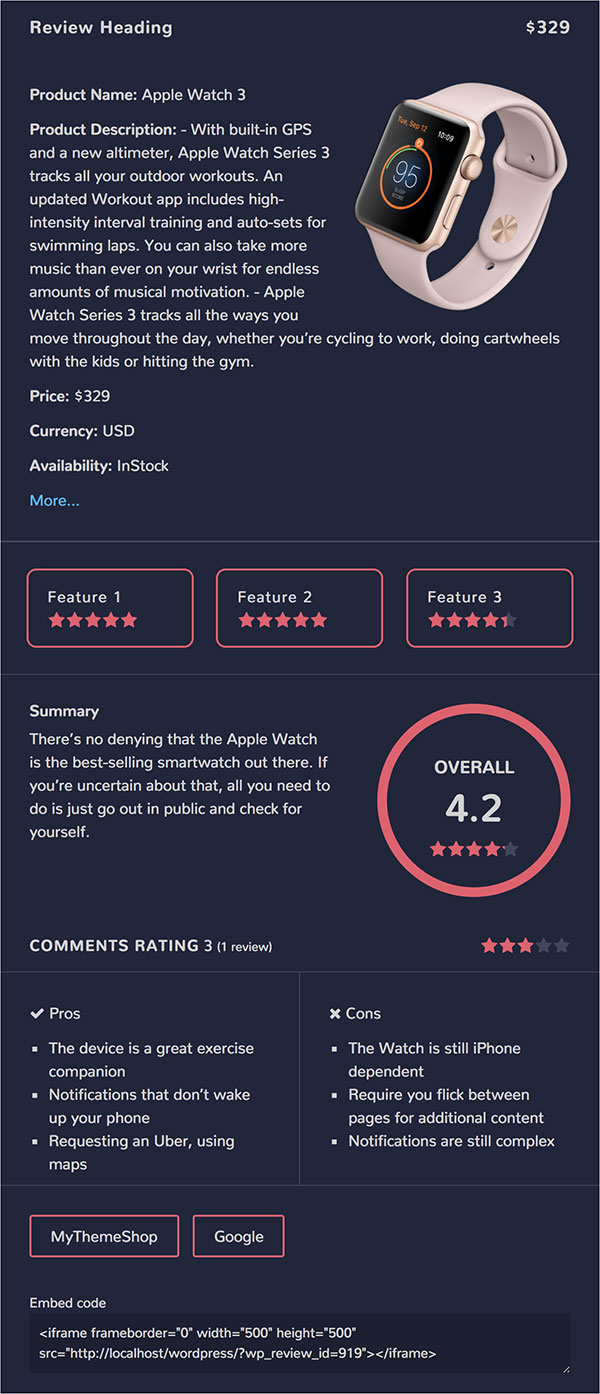 Review Heading
$329
Product Name: Apple Watch 3
Product Description: - With built-in GPS
and a new altimeter, Apple Watch Series 3
tracks all your outdoor workouts. An
updated Workout app includes high-
intensity interval training and auto-sets for
swimming laps. You can also take more
music than ever on your wrist for endless
amounts of musical motivation. - Apple
Watch Series 3 tracks all the ways you
move throughout the day, whether you're cycling to work, doing cartwheels
with the kids or hitting the gym.
Tue, Sep 12
10:09
95
SLEEP
SCORE
Price: $329
Currency: USD
Availability: InStock
More...
Feature 1
Feature 2
Feature 3
Summary
There's no denying that the Apple Watch
is the best-selling smartwatch out there. If
you're uncertain about that, all you need to
do is just go out in public and check for
yourself.
OVERALL
4.2
COMMENTS RATING 3 (1 review)
Pros
The device is a great exercise
companion
Notifications that don't wake
up your phone
Requesting an Uber, using
maps
Cons
The Watch is still iPhone
dependent
Require you flick between
pages for additional content
Notifications are still complex
MyThemeShop
Google
Embed code
<iframe frameborder="0" width="500" height="500"
src="http://localhost/wordpress/?wp_review_id=919"></iframe>